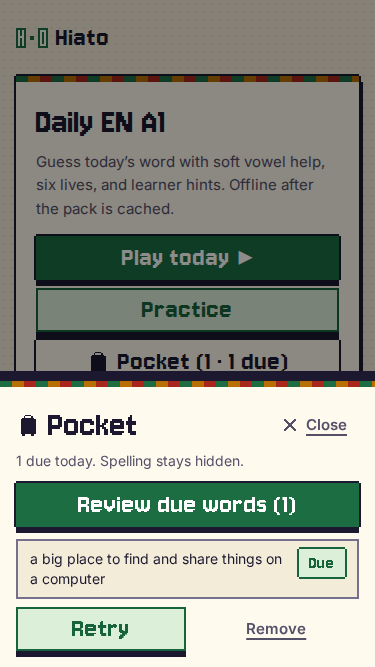 H·O Hiato
Daily EN A1
Guess today's word with soft vowel help,
six lives, and learner hints. Offline after
the pack is cached.
Play today ▶
Practice
Pocket (1 · 1 due)
Pocket
✕ Close
1 due today. Spelling stays hidden.
Review due words (1)
a big place to find and share things on
a computer
Due
Retry
Remove